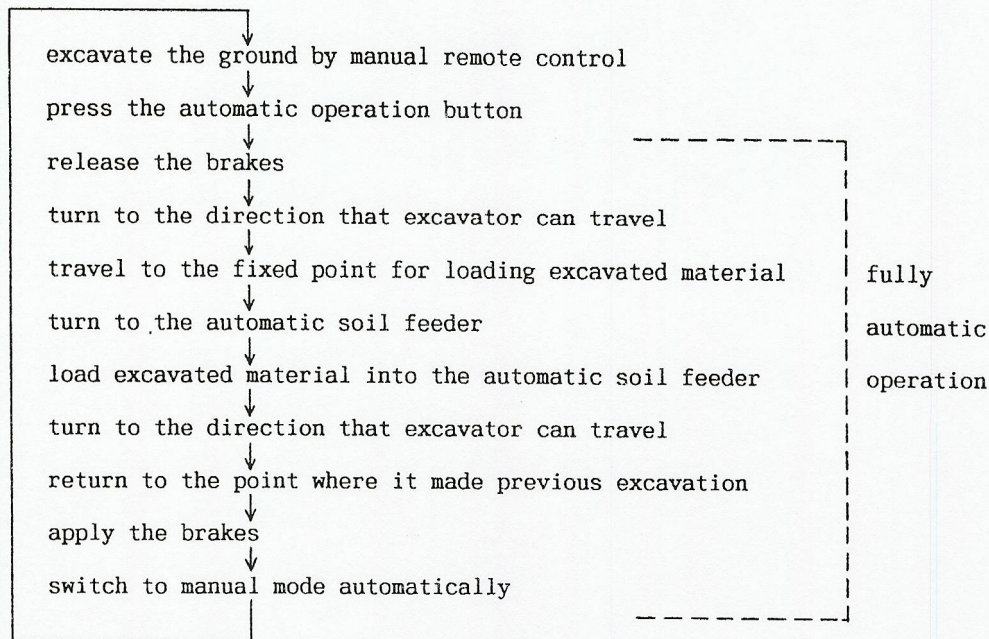 excavate the ground by manual remote control
press the automatic operation button
release the brakes
turn to the direction that excavator can travel
travel to the fixed point for loading excavated material
fully
turn to the automatic soil feeder
automatic
load excavated material into the automatic soil feeder
operation
turn to the direction that excavator can travel
return to the point where it made previous excavation
apply the brakes
switch to manual mode automatically